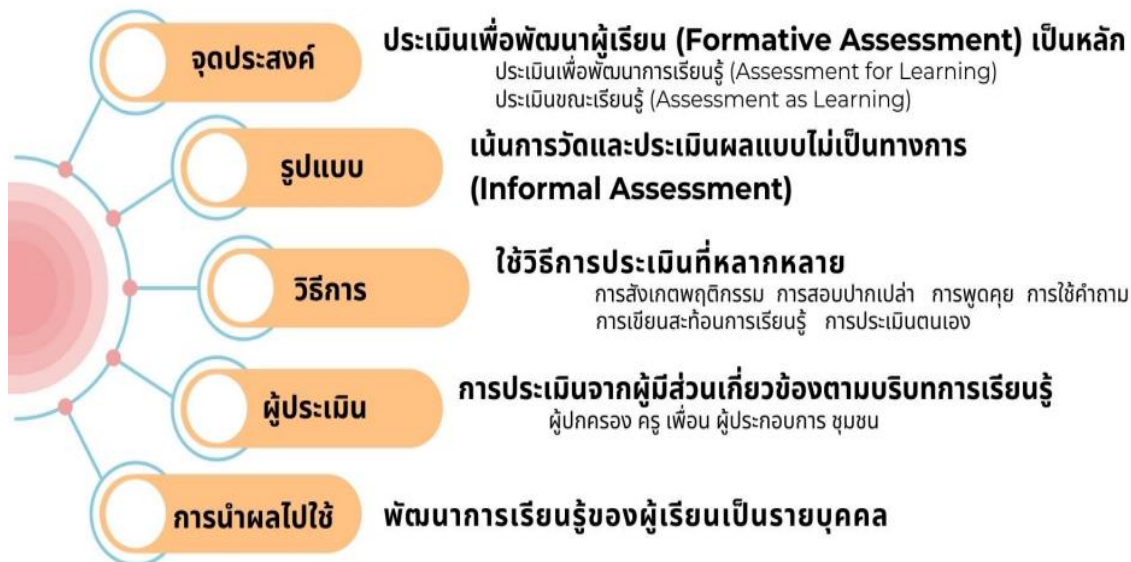 จุดประสงค์
ประเมินเพื่อพัฒนาผู้เรียน (Formative Assessment) เป็นหลัก
ประเมินเพื่อพัฒนาการเรียนรู้ (Assessment for Learning)
ประเมินขณะเรียนรู้ (Assessment as Learning)
รูปแบบ
เน้นการวัดและประเมินผลแบบไม่เป็นทางการ
(Informal Assessment)
วิธีการ
ใช้วิธีการประเมินที่หลากหลาย
การสังเกตพฤติกรรม การสอบปากเปล่า การพูดคุย การใช้คำถาม
การเขียนสะท้อนการเรียนรู้ การประเมินตนเอง
ผู้ประเมิน
การประเมินจากผู้มีส่วนเกี่ยวข้องตามบริบทการเรียนรู้
ผู้ปกครอง ครู เพื่อน ผู้ประกอบการ ชุมชน
การนำผลไปใช้
พัฒนาการเรียนรู้ของผู้เรียนเป็นรายบุคคล